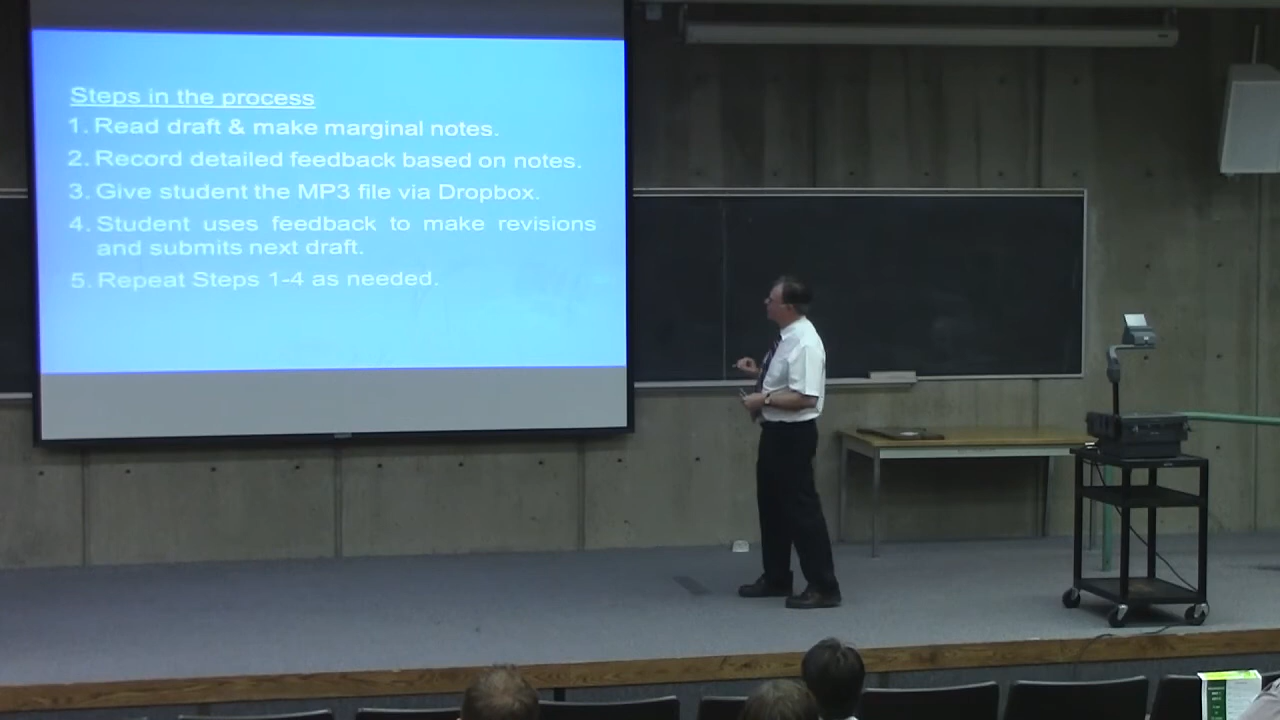 Steps in the process
1. Read draft & make marginal notes.
2. Record detailed feedback based on notes.
3. Give student the MP3 file via Dropbox.
4. Student uses feedback to make revisions
and submits next draft.
5. Repeat Steps 1-4 as needed.